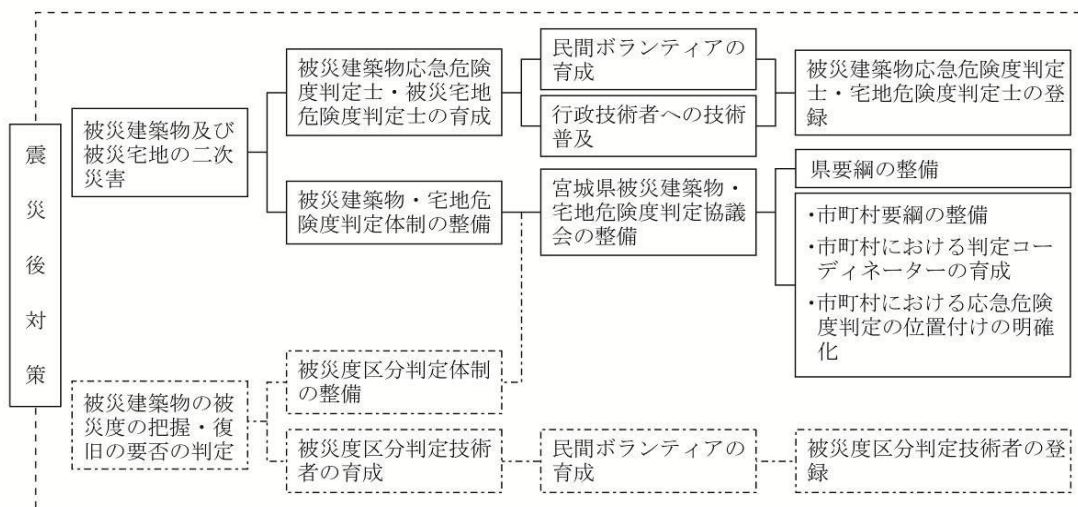 震災後対策
被災建築物及び
被災宅地の二次
災害
被災建築物応急危険
度判定士・被災宅地
危険度判定士の育成
民間ボランティアの
育成
行政技術者への技術
普及
被災建築物応急危険度判定
士・宅地危険度判定士の登
録
被災建築物・宅地危
険度判定体制の整備
宮城県被災建築物・
宅地危険度判定協議
会の整備
県要綱の整備
・市町村要綱の整備
・市町村における判定コー
ディネーターの育成
・市町村における応急危険
度判定の位置付けの明確
化
被災建築物の被
災度の把握・復
旧の要否の判定
被災度区分判定体制
の整備
被災度区分判定技術
者の育成
民間ボランティアの
育成
被災度区分判定技術者の登
録